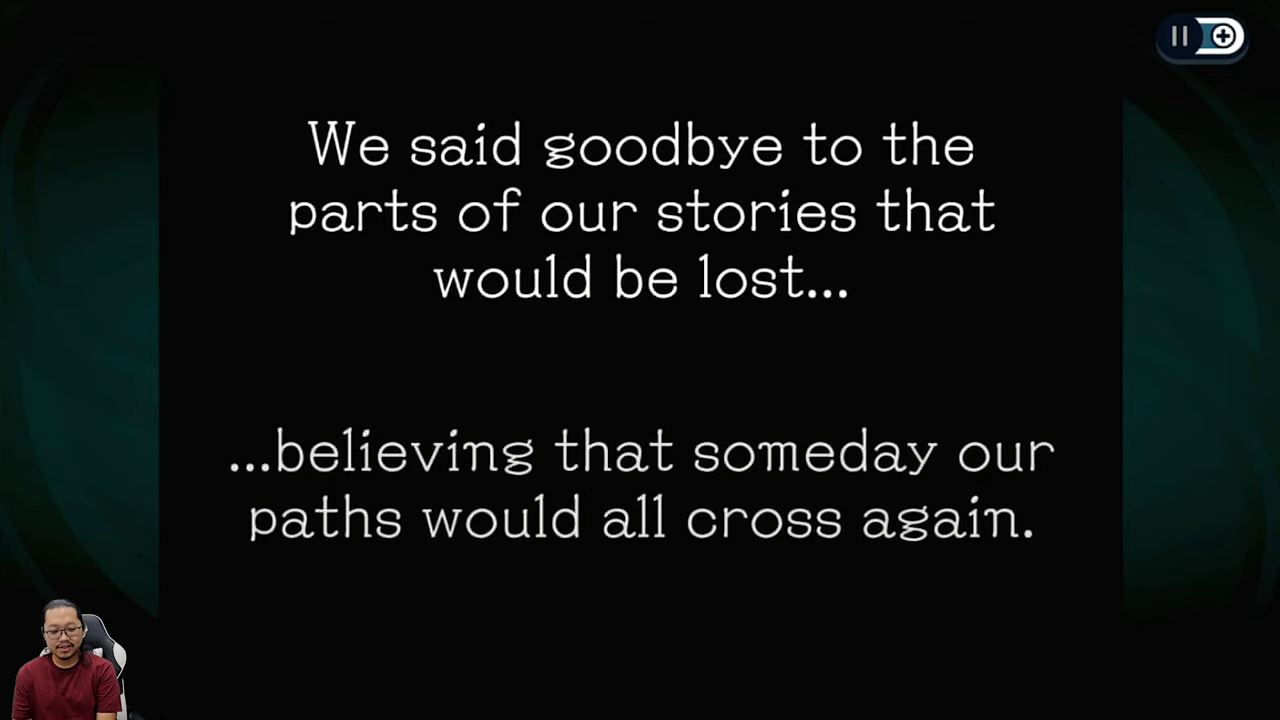 We said goodbye to the
parts of our stories that
would be lost...
...believing that someday our
paths would all cross again.